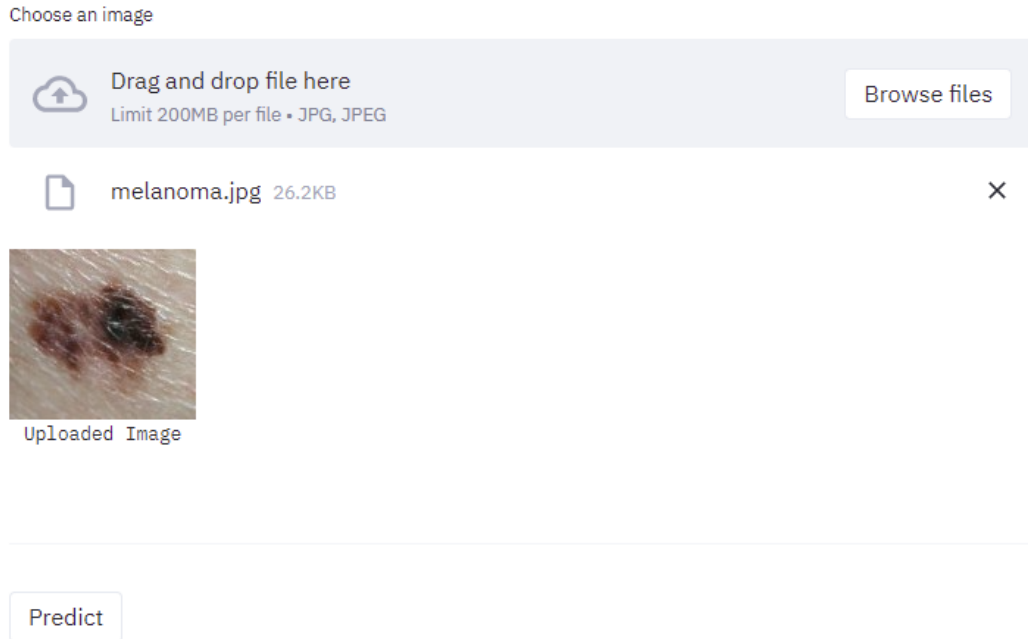 Choose an image
Drag and drop file here
Browse files
Limit 200MB per file • JPG, JPEG
melanoma.jpg 26.2KB
Uploaded Image
Predict